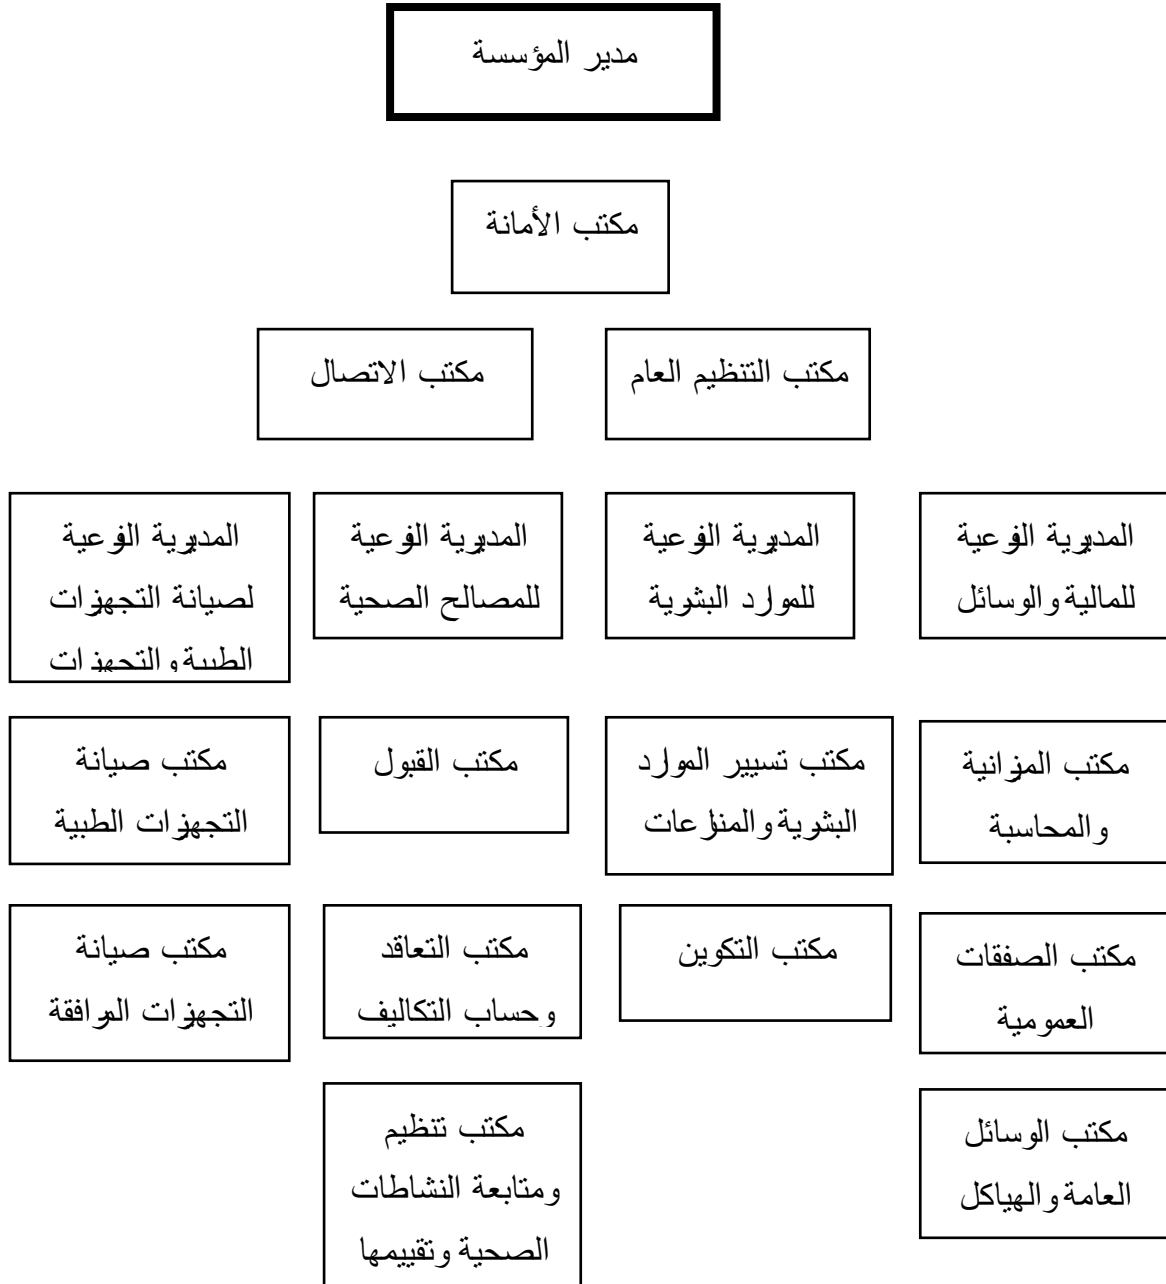 مدير المؤسسة
مكتب الأمانة
مكتب التنظيم العام
مكتب الاتصال
المديرية الفرعية
للمالية والوسائل
المديرية الفرعية
للموارد البشرية
المديرية الفرعية
للمصالح الصحية
المديرية الفرعية
لصيانة التجهيزات
الطبية والتجهيزات
مكتب الميزانية
والمحاسبة
مكتب تسيير الموارد
البشرية والمنازعات
مكتب القبول
مكتب صيانة
التجهيزات الطبية
مكتب الصفقات
العمومية
مكتب التكوين
مكتب التعاقد
وحساب التكاليف
مكتب صيانة
التجهيزات المرافقة
مكتب الوسائل
العامة والهياكل
مكتب تنظيم
ومتابعة النشاطات
الصحية وتقييمها